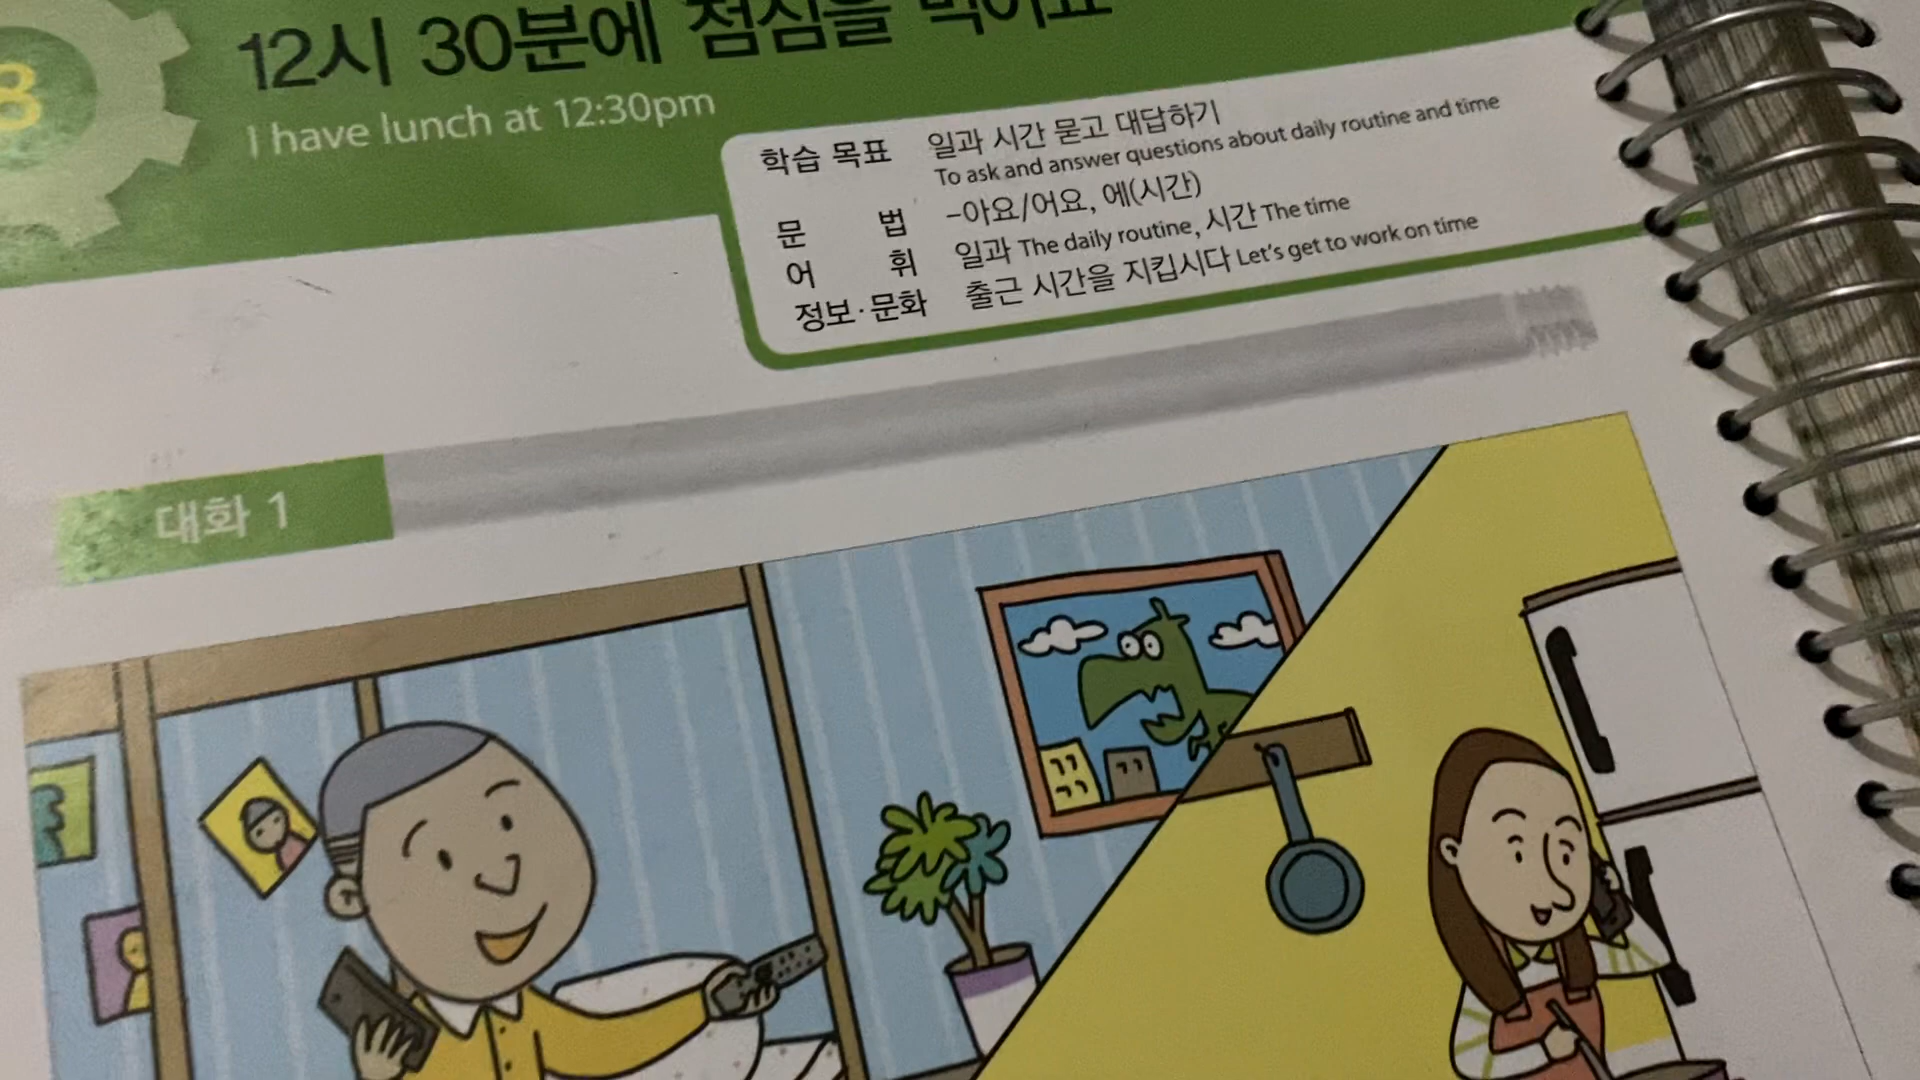 8
12시 30분에 점심을 먹어요
I have lunch at 12:30pm
학습 목표 일과 시간 묻고 대답하기
To ask and answer questions about daily routine and time
문 법 -아요/어요, 에(시간)
어 휘 일과 The daily routine, 시간 The time
정보·문화 출근 시간을 지킵시다 Let's get to work on time
대화 1